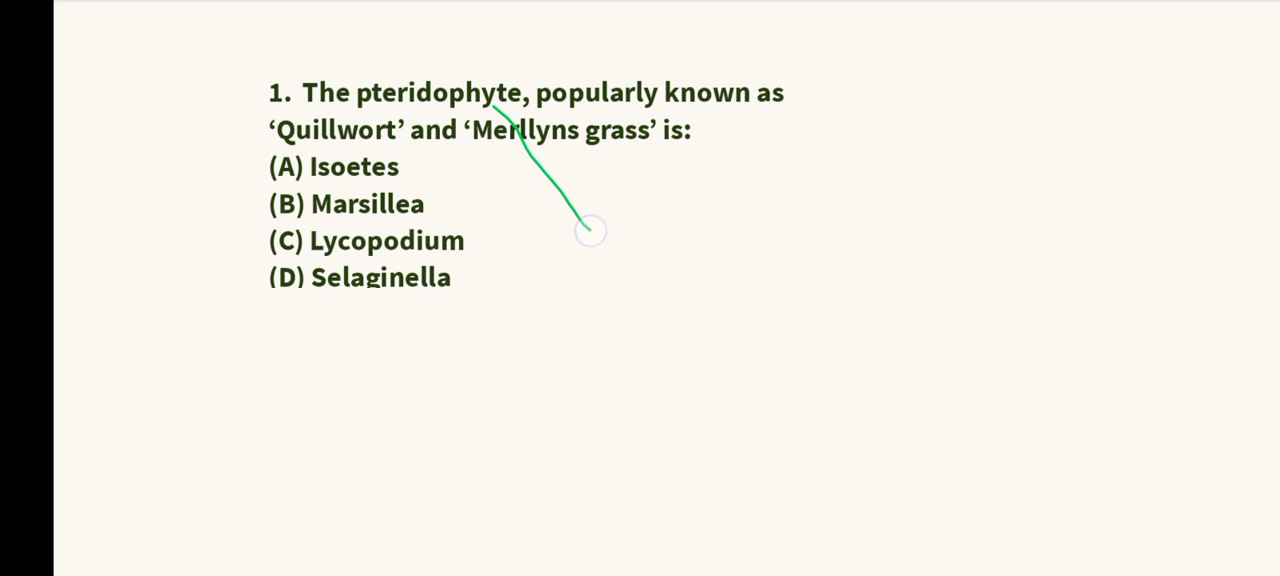 1. The pteridophyte, popularly known as
‘Quillwort’ and ‘Merllyns grass’ is:
(A) Isoetes
(B) Marsillea
(C) Lycopodium
(D) Selaginella